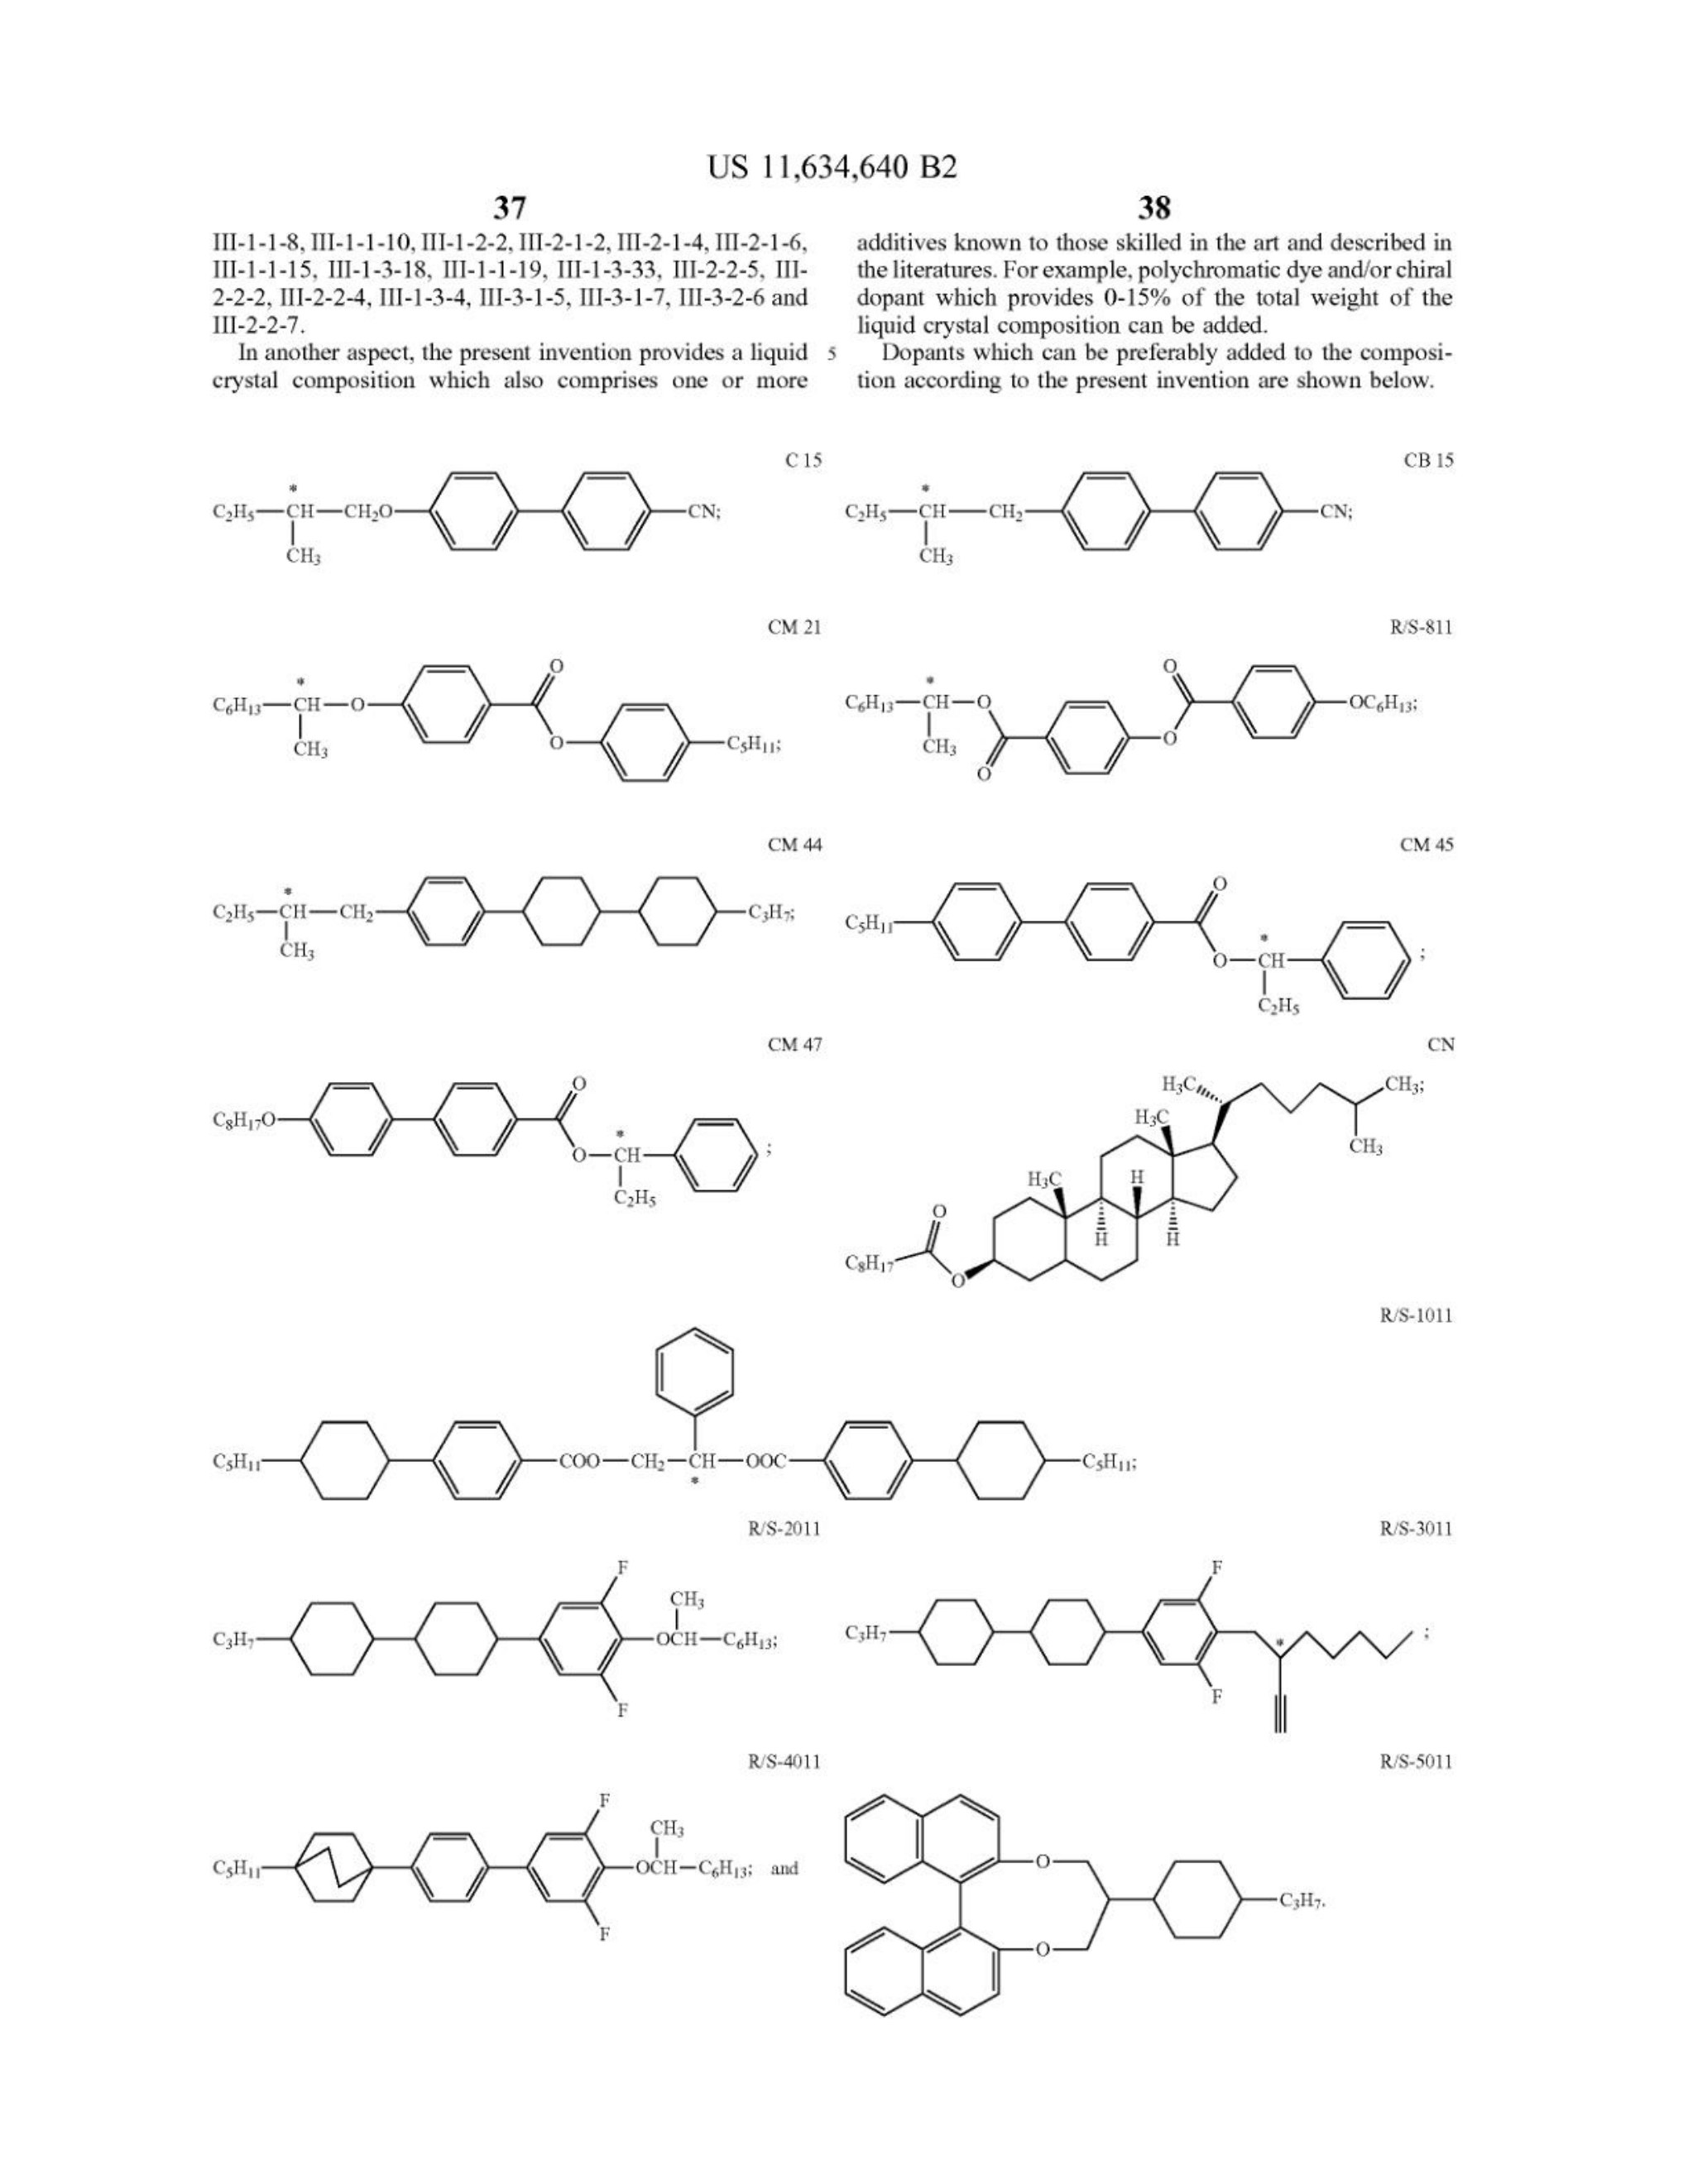 US 11,634,640 B2
37
III-1-1-8, III-1-1-10, III-1-2-2, III-2-1-2, III-2-1-4, III-2-1-6,
III-1-1-15, III-1-3-18, III-1-1-19, III-1-3-33, III-2-2-5, III-
2-2-2, III-2-2-4, III-1-3-4, III-3-1-5, III-3-1-7, III-3-2-6 and
III-2-2-7.
In another aspect, the present invention provides a liquid
crystal composition which also comprises one or more
5
38
additives known to those skilled in the art and described in
the literatures. For example, polychromatic dye and/or chiral
dopant which provides 0-15% of the total weight of the
liquid crystal composition can be added.
Dopants which can be preferably added to the composi-
tion according to the present invention are shown below.
C 15
*
C₂H₅ CH CH₂O CN;
CH₃
CB 15
*
C₂H₅ CH CH₂ CN;
CH₃
CM 21
O
*
C₆H₁₃ CH O
CH₃ O C₅H₁₁;
R/S-811
O
*
C₆H₁₃ CH O OC₆H₁₃;
CH₃ O
O
CM 44
*
C₂H₅ CH CH₂ C₃H₇;
CH₃
CM 45
O
C₅H₁₁ *
O CH ;
C₂H₅
CM 47
O
C₈H₁₇O *
O CH ;
C₂H₅
CN
H₃C CH₃;
H₃C
CH₃
H₃C H
O H H
C₈H₁₇
O
R/S-1011
C₅H₁₁ COO CH₂ CH OOC C₅H₁₁;
*
R/S-2011
F
CH₃
C₃H₇ OCH C₆H₁₃;
F
R/S-3011
F
C₃H₇ * ;
F
R/S-4011
F
CH₃
C₅H₁₁ OCH C₆H₁₃; and
F
R/S-5011
O
C₃H₇.
O